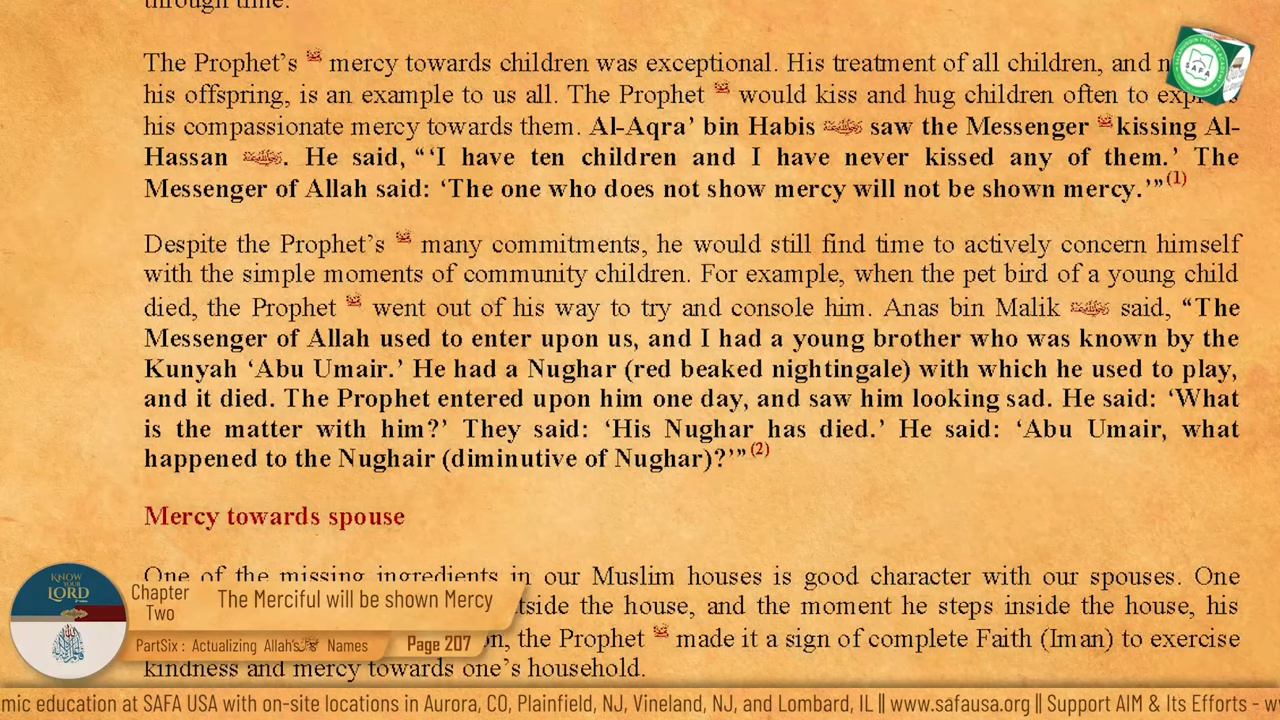 through time.
The Prophet's ﷺ mercy towards children was exceptional. His treatment of all children, and n
his offspring, is an example to us all. The Prophet ﷺ would kiss and hug children often to exp s
his compassionate mercy towards them. Al-Aqra' bin Habis saw the Messenger ﷺ kissing Al-
Hassan . He said, “‘I have ten children and I have never kissed any of them.’ The
Messenger of Allah said: ‘The one who does not show mercy will not be shown mercy.’”(1)
Despite the Prophet's ﷺ many commitments, he would still find time to actively concern himself
with the simple moments of community children. For example, when the pet bird of a young child
died, the Prophet ﷺ went out of his way to try and console him. Anas bin Malik said, “The
Messenger of Allah used to enter upon us, and I had a young brother who was known by the
Kunyah ‘Abu Umair.’ He had a Nughar (red beaked nightingale) with which he used to play,
and it died. The Prophet entered upon him one day, and saw him looking sad. He said: ‘What
is the matter with him?’ They said: ‘His Nughar has died.’ He said: ‘Abu Umair, what
happened to the Nughair (diminutive of Nughar)?’”(2)
Mercy towards spouse
One of the missing ingredients in our Muslim houses is good character with our spouses. One
tside the house, and the moment he steps inside the house, his
n, the Prophet ﷺ made it a sign of complete Faith (Iman) to exercise
kindness and mercy towards one's household.
SAFA
KNOW
YOUR
LORD
Chapter
Two
The Merciful will be shown Mercy
PartSix : Actualizing Allah's Names
Page 207
mic education at SAFA USA with on-site locations in Aurora, CO, Plainfield, NJ, Vineland, NJ, and Lombard, IL || www.safausa.org || Support AIM & Its Efforts - w